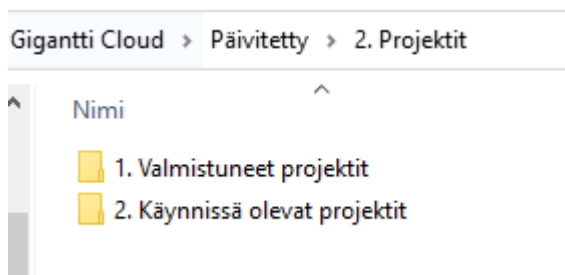 Gigantti Cloud > Päivitetty > 2. Projektit
Nimi
1. Valmistuneet projektit
2. Käynnissä olevat projektit